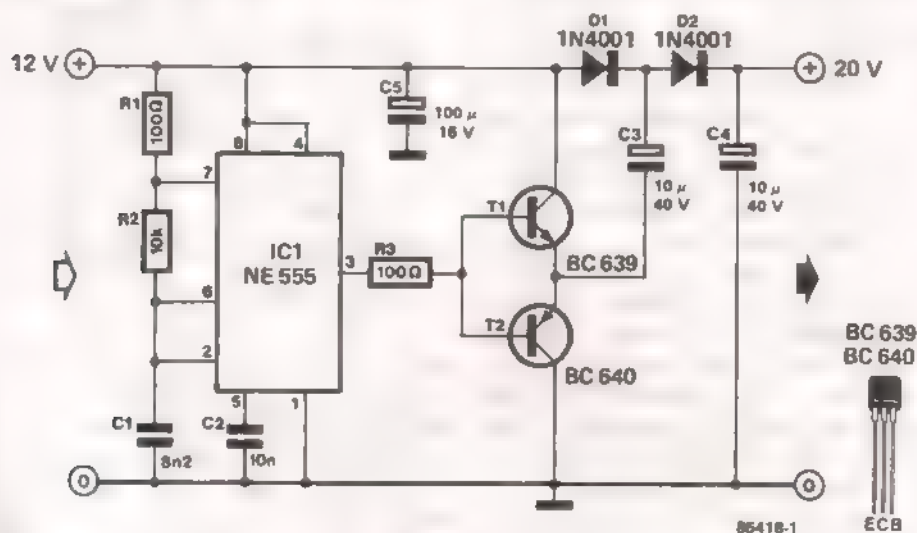 D1
1N4001
D2
1N4001
12 V
+
+
20 V
R1
100Ω
C5
100 µ
16 V
8
4
7
C3
10 µ
40 V
C4
10 µ
40 V
R2
10k
IC1
NE 555
T1
3
R3
100Ω
BC 639
6
T2
2
BC 640
BC 639
BC 640
5
1
C1
8n2
C2
10n
0
0
86418-1
ECB